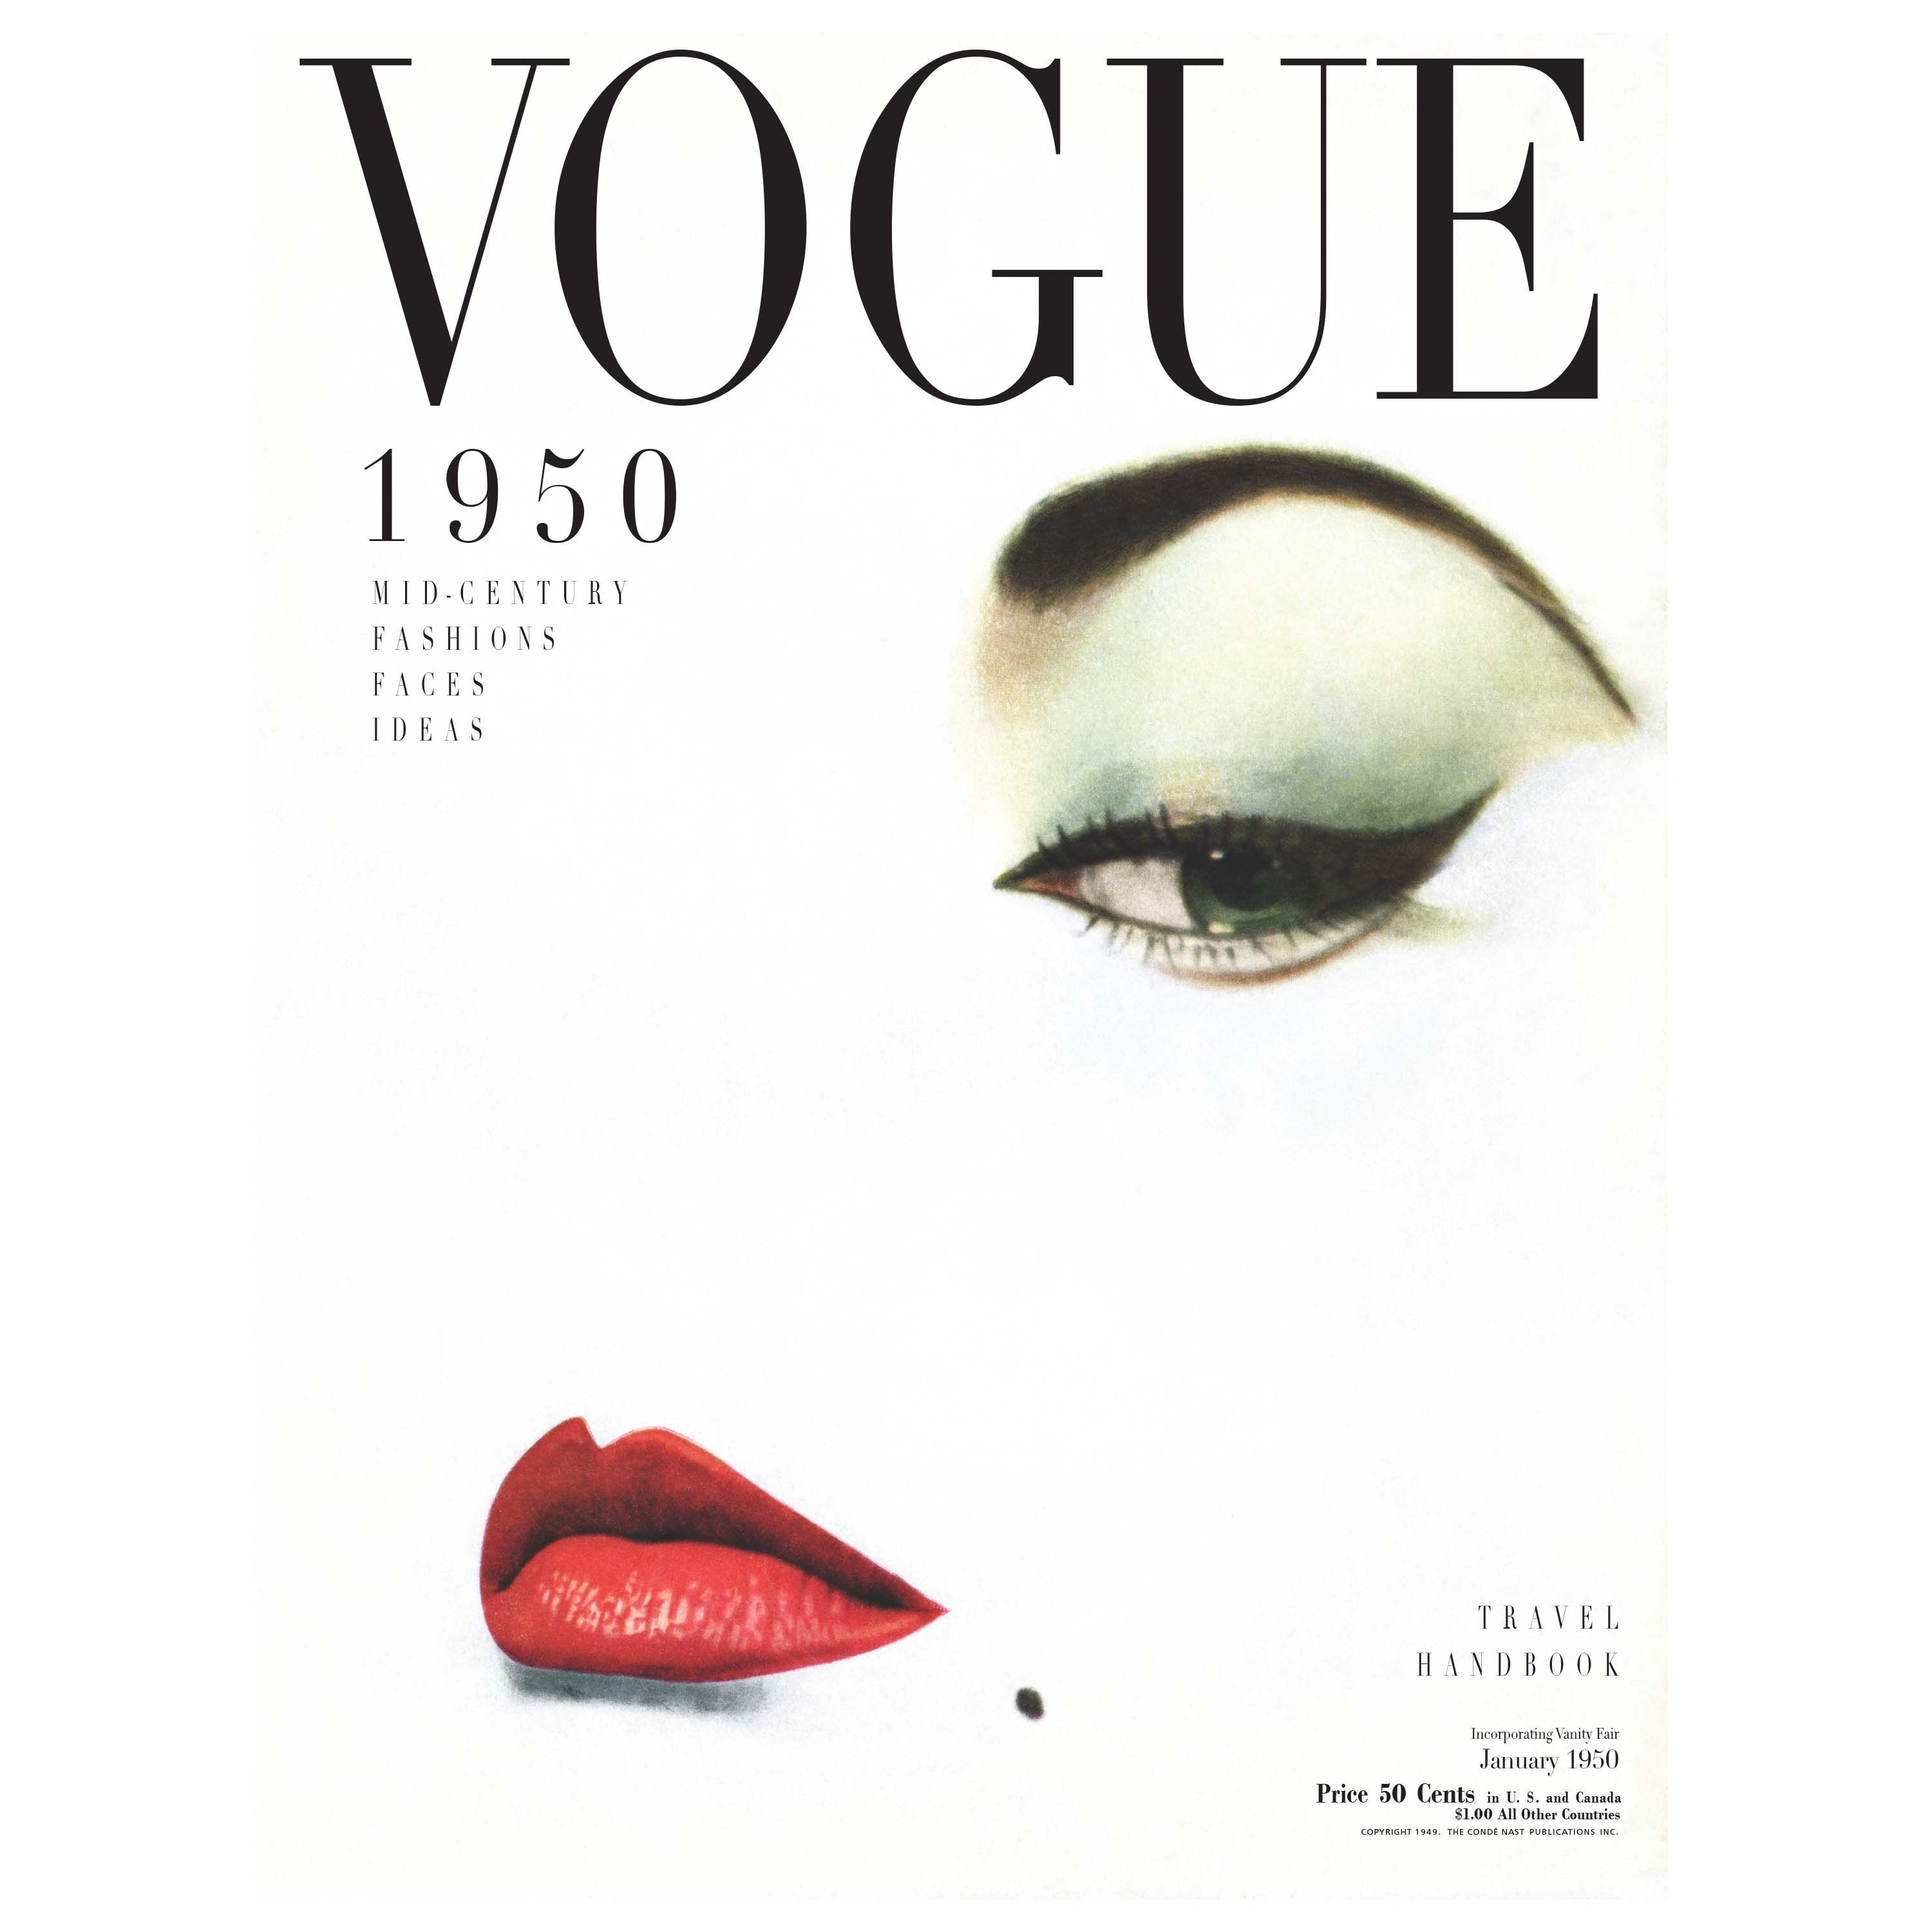 VOGUE
1950
MID-CENTURY
FASHIONS
FACES
IDEAS
TRAVEL
HANDBOOK
Incorporating Vanity Fair
January 1950
Price 50 Cents in U. S. and Canada
$1.00 All Other Countries
COPYRIGHT 1949. THE CONDÉ NAST PUBLICATIONS INC.